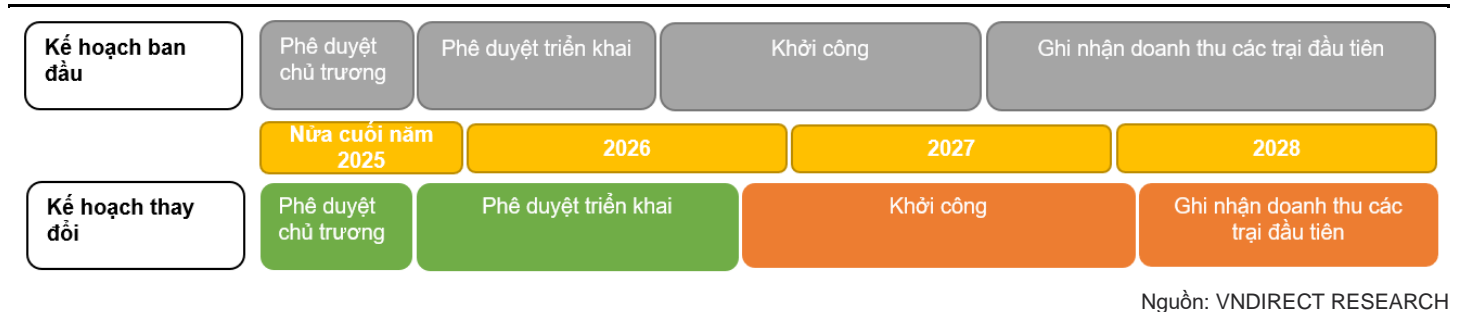 Kế hoạch ban
đầu
Phê duyệt
chủ trương
Phê duyệt triển khai
Khởi công
Ghi nhận doanh thu các trại đầu tiên
Nửa cuối năm
2025
2026
2027
2028
Kế hoạch thay
đổi
Phê duyệt
chủ trương
Phê duyệt triển khai
Khởi công
Ghi nhận doanh thu các
trại đầu tiên
Nguồn: VNDIRECT RESEARCH